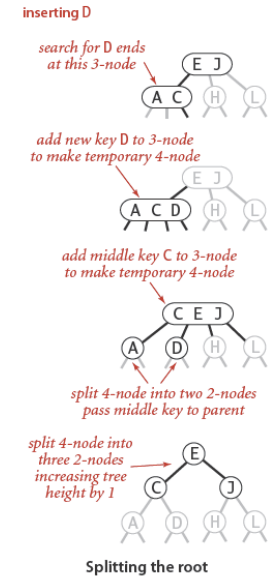 inserting D
search for D ends
at this 3-node
E J
A C
H
L
add new key D to 3-node
to make temporary 4-node
E J
A C D
H
L
add middle key C to 3-node
to make temporary 4-node
C E J
A
D
H
L
split 4-node into two 2-nodes
pass middle key to parent
split 4-node into
three 2-nodes
increasing tree
height by 1
E
C
J
A
D
H
L
Splitting the root